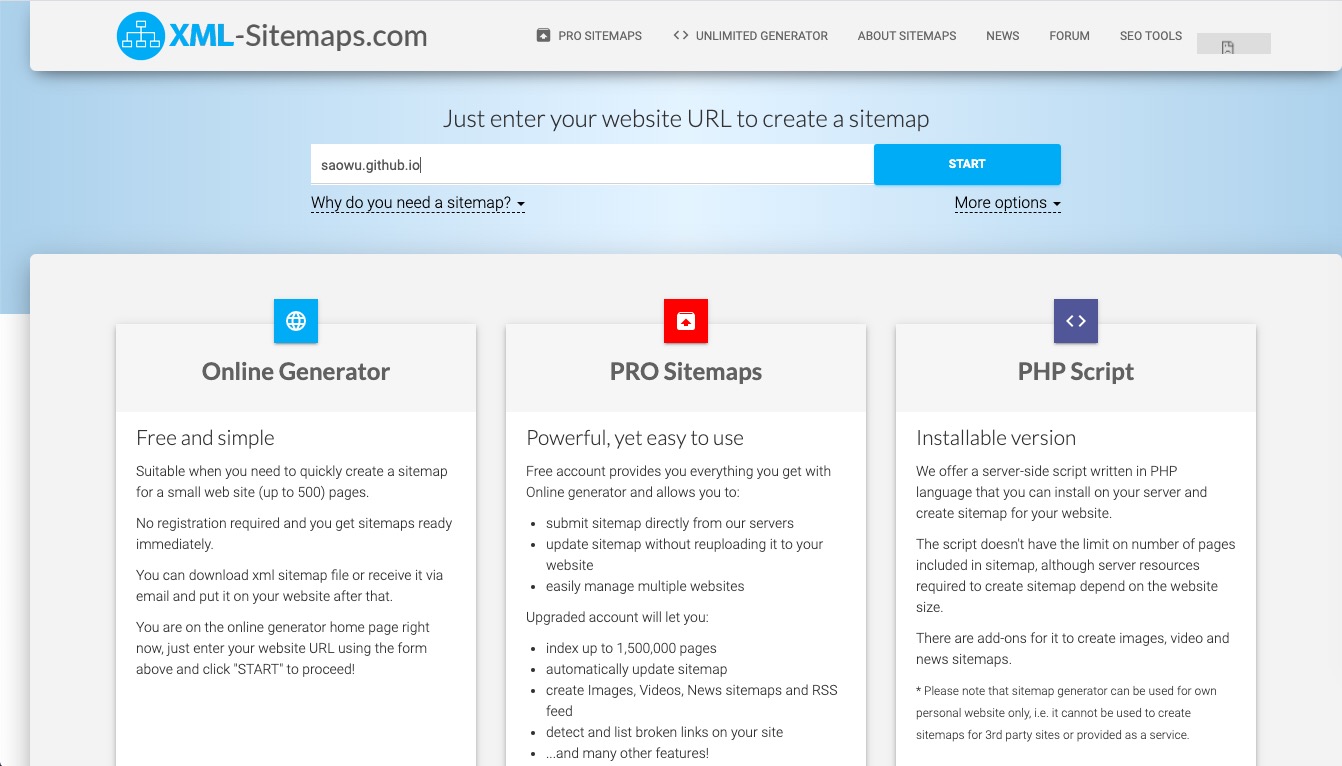 XML-Sitemaps.com
PRO SITEMAPS
UNLIMITED GENERATOR
ABOUT SITEMAPS
NEWS
FORUM
SEO TOOLS
Just enter your website URL to create a sitemap
saowu.github.io
START
Why do you need a sitemap?
More options
Online Generator
Free and simple
Suitable when you need to quickly create a sitemap
for a small web site (up to 500) pages.
No registration required and you get sitemaps ready
immediately.
You can download xml sitemap file or receive it via
email and put it on your website after that.
You are on the online generator home page right
now, just enter your website URL using the form
above and click "START" to proceed!
PRO Sitemaps
Powerful, yet easy to use
Free account provides you everything you get with
Online generator and allows you to:
• submit sitemap directly from our servers
• update sitemap without reuploading it to your
website
• easily manage multiple websites
Upgraded account will let you:
• index up to 1,500,000 pages
• automatically update sitemap
• create Images, Videos, News sitemaps and RSS
feed
• detect and list broken links on your site
• ...and many other features!
PHP Script
Installable version
We offer a server-side script written in PHP
language that you can install on your server and
create sitemap for your website.
The script doesn't have the limit on number of pages
included in sitemap, although server resources
required to create sitemap depend on the website
size.
There are add-ons for it to create images, video and
news sitemaps.
* Please note that sitemap generator can be used for own
personal website only, i.e. it cannot be used to create
sitemaps for 3rd party sites or provided as a service.